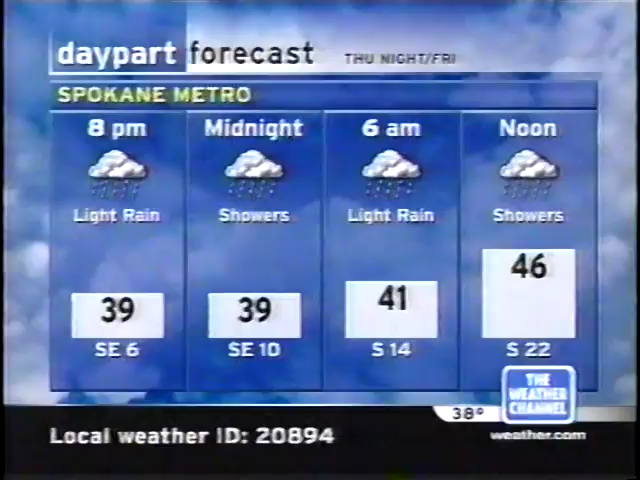 daypart forecast THU NIGHT/FRI
SPOKANE METRO
8 pm Midnight 6 am Noon
Light Rain Showers Light Rain Showers
39 39 41 46
SE 6 SE 10 S 14 S 22
THE
WEATHER
CHANNEL
38°
Local weather ID: 20894
weather.com